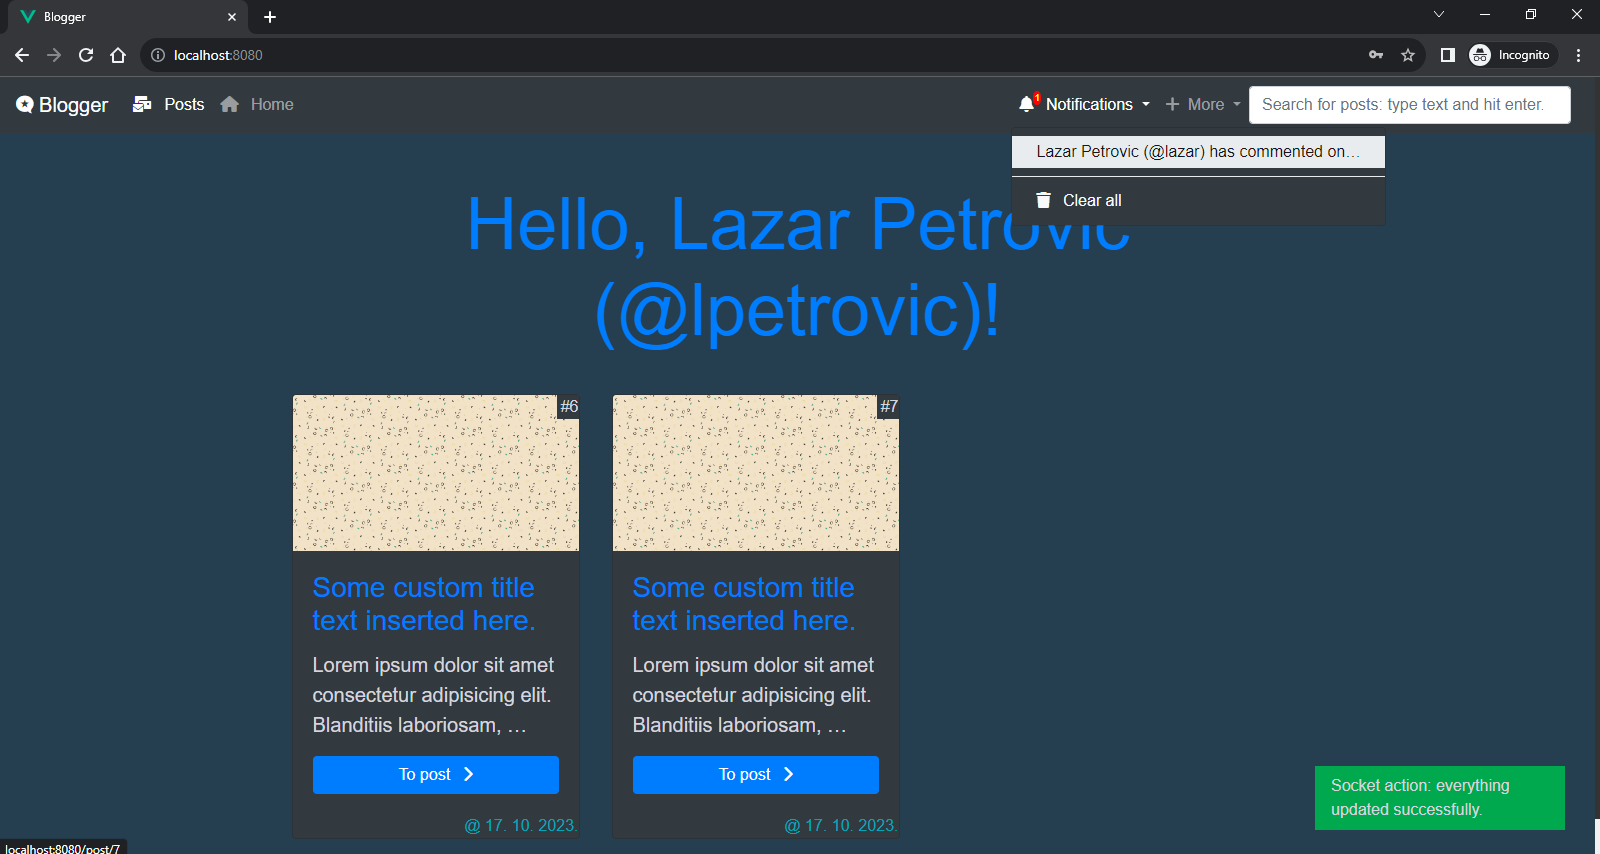 Blogger
localhost:8080
Incognito
Blogger
Posts
Home
1
Notifications
More
Search for posts: type text and hit enter.
Lazar Petrovic (@lazar) has commented on…
Clear all
Hello, Lazar Petrovic
(@lpetrovic)!
#6
Some custom title
text inserted here.
Lorem ipsum dolor sit amet
consectetur adipisicing elit.
Blanditiis laboriosam, …
To post
@ 17. 10. 2023.
#7
Some custom title
text inserted here.
Lorem ipsum dolor sit amet
consectetur adipisicing elit.
Blanditiis laboriosam, …
To post
@ 17. 10. 2023.
Socket action: everything
updated successfully.
localhost:8080/post/7